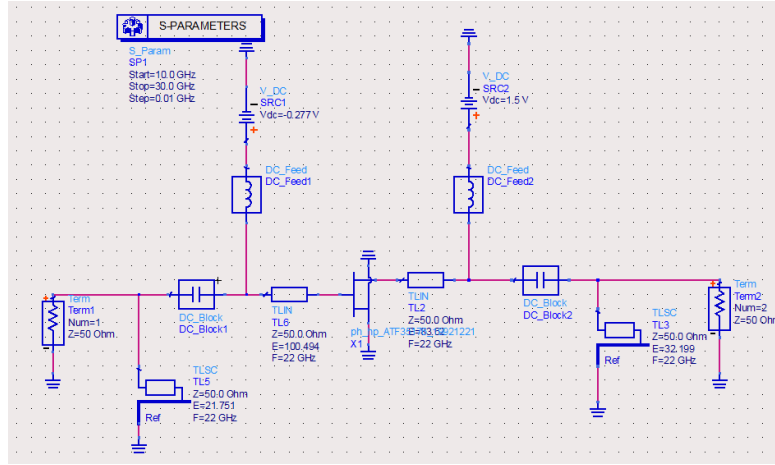 S-PARAMETERS
S_Param
SP1
Start=10.0 GHz
Stop=30.0 GHz
Step=0.01 GHz
V_DC
SRC1
Vdc=-0.277 V
V_DC
SRC2
Vdc=1.5 V
DC_Feed
DC_Feed1
DC_Feed
DC_Feed2
Term
Term1
Num=1
Z=50 Ohm
DC_Block
DC_Block1
TLIN
TL6
Z=50.0 Ohm
E=100.494
F=22 GHz
X1
TLIN
TL2
Z=50.0 Ohm
F=22 GHz
DC_Block
DC_Block2
Term
Term2
Num=2
Z=50 Ohm
TLSC
TL3
Z=50.0 Ohm
E=32.199
F=22 GHz
Ref
TLSC
TL5
Z=50.0 Ohm
E=21.751
F=22 GHz
Ref